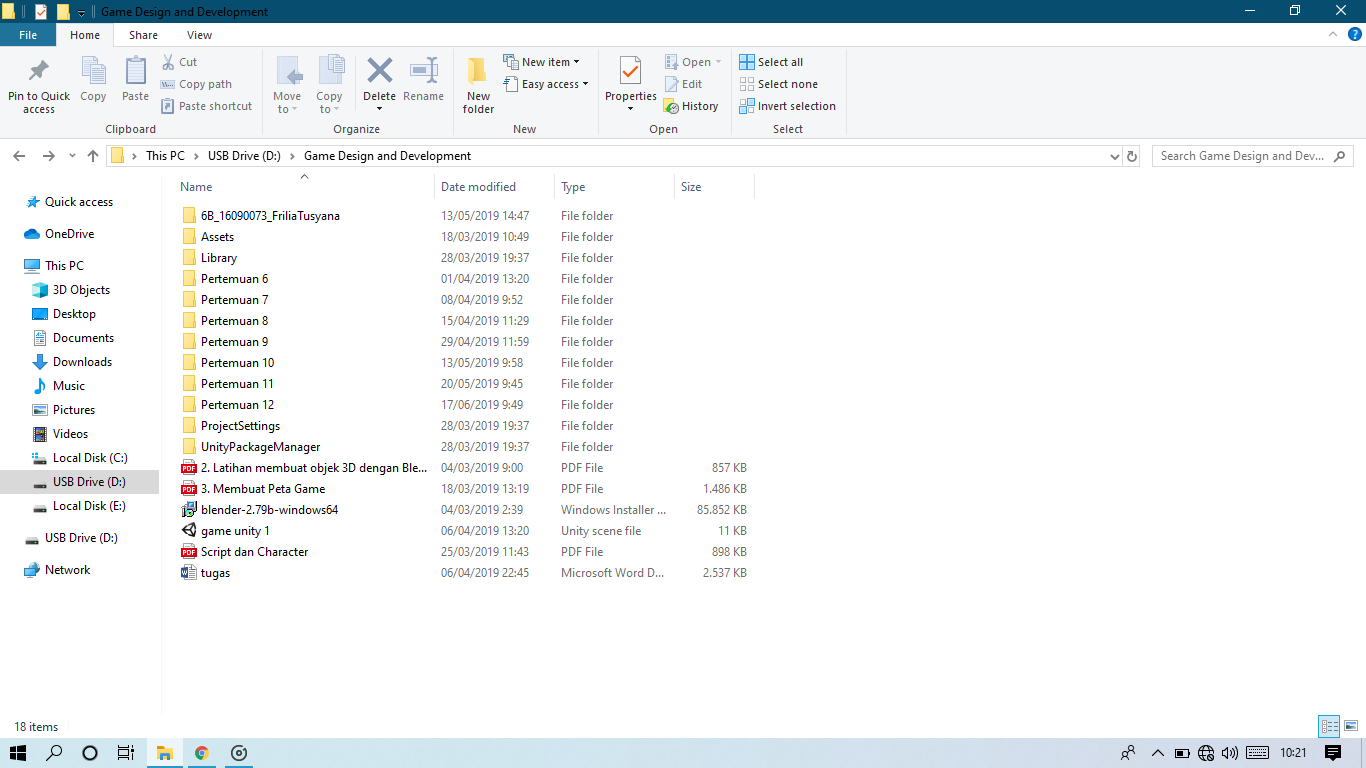 Game Design and Development
File Home Share View
Pin to Quick access
Copy
Paste
Cut
Copy path
Paste shortcut
Clipboard
Move to
Copy to
Delete
Rename
Organize
New folder
New item
Easy access
New
Properties
Open
Edit
History
Open
Select all
Select none
Invert selection
Select
This PC > USB Drive (D:) > Game Design and Development
Search Game Design and Dev...
Quick access
OneDrive
This PC
3D Objects
Desktop
Documents
Downloads
Music
Pictures
Videos
Local Disk (C:)
USB Drive (D:)
Local Disk (E:)
USB Drive (D:)
Network
Name Date modified Type Size
6B_16090073_FriliaTusyana 13/05/2019 14:47 File folder
Assets 18/03/2019 10:49 File folder
Library 28/03/2019 19:37 File folder
Pertemuan 6 01/04/2019 13:20 File folder
Pertemuan 7 08/04/2019 9:52 File folder
Pertemuan 8 15/04/2019 11:29 File folder
Pertemuan 9 29/04/2019 11:59 File folder
Pertemuan 10 13/05/2019 9:58 File folder
Pertemuan 11 20/05/2019 9:45 File folder
Pertemuan 12 17/06/2019 9:49 File folder
ProjectSettings 28/03/2019 19:37 File folder
UnityPackageManager 28/03/2019 19:37 File folder
PDF 2. Latihan membuat objek 3D dengan Ble... 04/03/2019 9:00 PDF File 857 KB
PDF 3. Membuat Peta Game 18/03/2019 13:19 PDF File 1.486 KB
blender-2.79b-windows64 04/03/2019 2:39 Windows Installer ... 85.852 KB
game unity 1 06/04/2019 13:20 Unity scene file 11 KB
PDF Script dan Character 25/03/2019 11:43 PDF File 898 KB
tugas 06/04/2019 22:45 Microsoft Word D... 2.537 KB
18 items
10:21